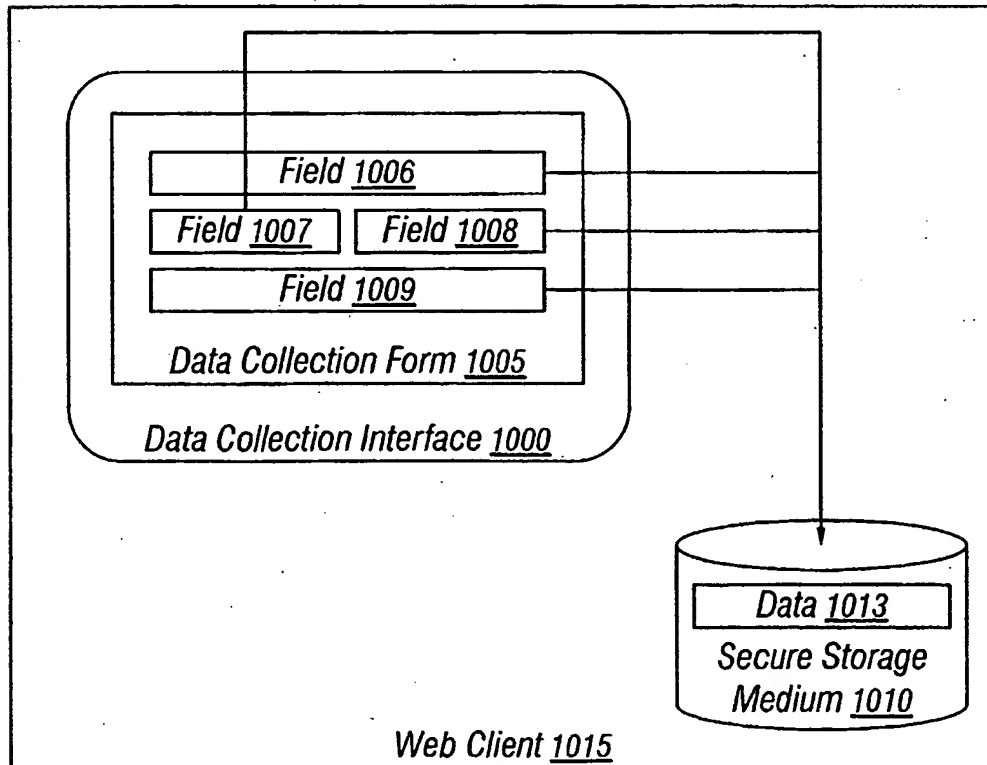 Field 1006
Field 1007
Field 1008
Field 1009
Data Collection Form 1005
Data Collection Interface 1000
Data 1013
Secure Storage
Medium 1010
Web Client 1015